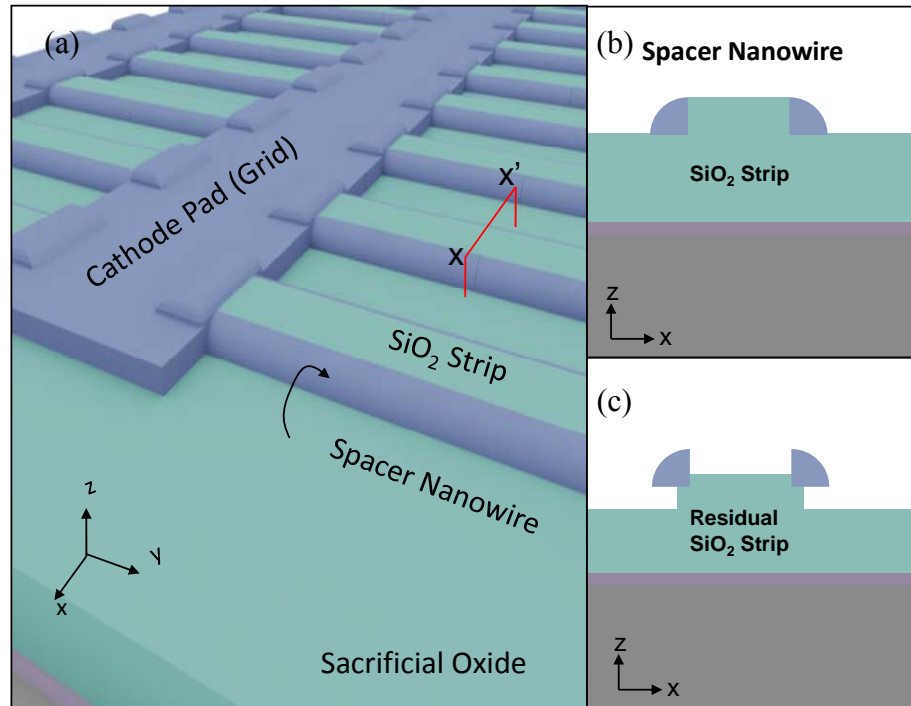 (a)
Cathode Pad (Grid)
X'
X
SiO₂ Strip
Spacer Nanowire
z
y
x
Sacrificial Oxide
(b)
Spacer Nanowire
SiO₂ Strip
z
x
(c)
Residual
SiO₂ Strip
z
x